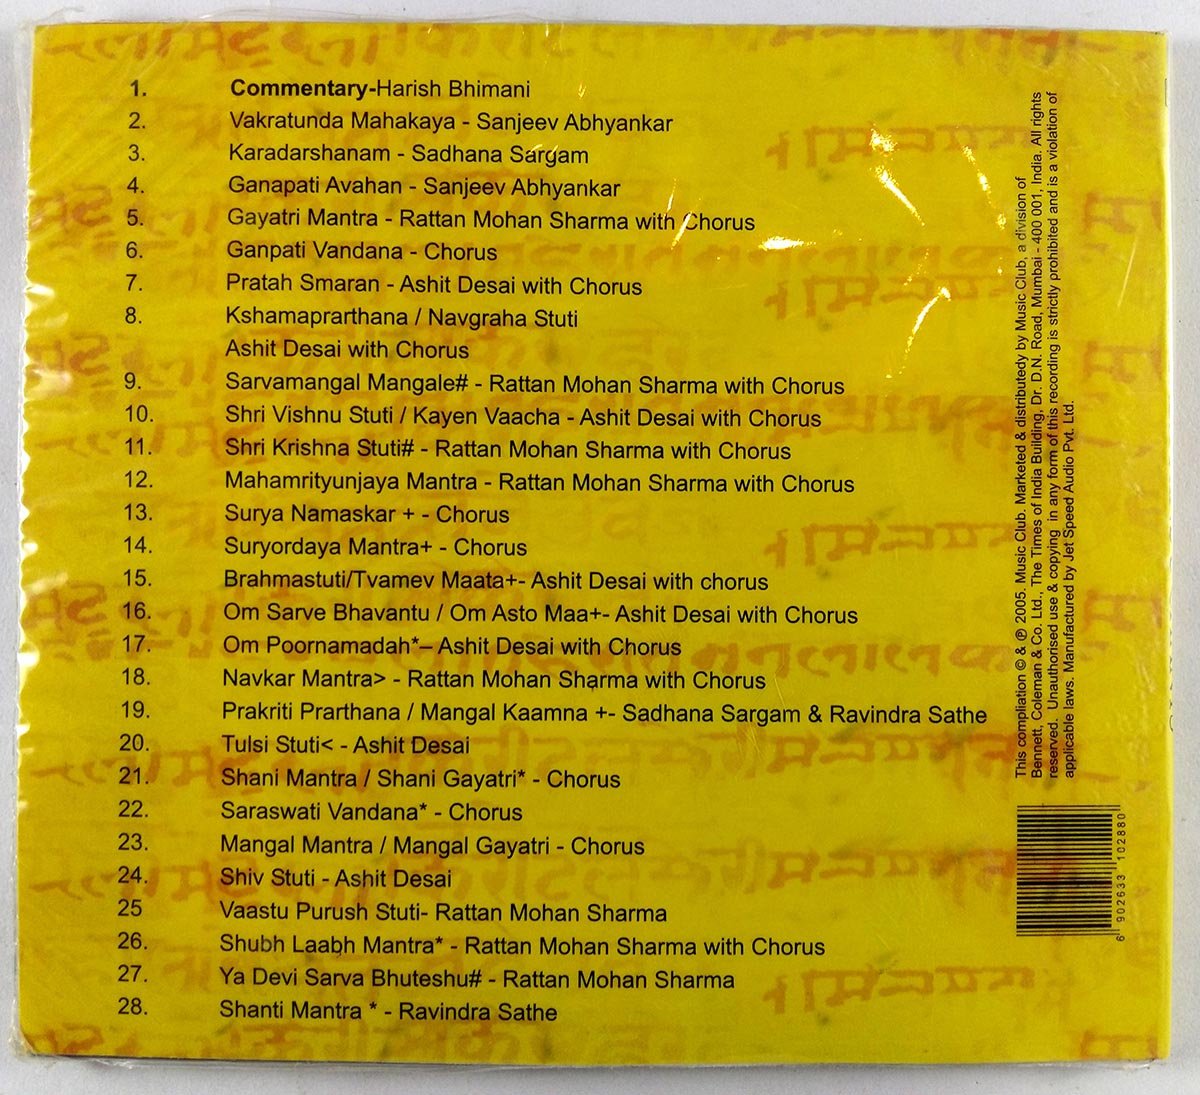 1. Commentary-Harish Bhimani
2. Vakratunda Mahakaya - Sanjeev Abhyankar
3. Karadarshanam - Sadhana Sargam
4. Ganapati Avahan - Sanjeev Abhyankar
5. Gayatri Mantra - Rattan Mohan Sharma with Chorus
6. Ganpati Vandana - Chorus
7. Pratah Smaran - Ashit Desai with Chorus
8. Kshamaprarthana / Navgraha Stuti
Ashit Desai with Chorus
9. Sarvamangal Mangale# - Rattan Mohan Sharma with Chorus
10. Shri Vishnu Stuti / Kayen Vaacha - Ashit Desai with Chorus
11. Shri Krishna Stuti# - Rattan Mohan Sharma with Chorus
12. Mahamrityunjaya Mantra - Rattan Mohan Sharma with Chorus
13. Surya Namaskar + - Chorus
14. Suryordaya Mantra+ - Chorus
15. Brahmastuti/Tvamev Maata+- Ashit Desai with chorus
16. Om Sarve Bhavantu / Om Asto Maa+- Ashit Desai with Chorus
17. Om Poornamadah*– Ashit Desai with Chorus
18. Navkar Mantra> - Rattan Mohan Sharma with Chorus
19. Prakriti Prarthana / Mangal Kaamna +- Sadhana Sargam & Ravindra Sathe
20. Tulsi Stuti< - Ashit Desai
21. Shani Mantra / Shani Gayatri* - Chorus
22. Saraswati Vandana* - Chorus
23. Mangal Mantra / Mangal Gayatri - Chorus
24. Shiv Stuti - Ashit Desai
25 Vaastu Purush Stuti- Rattan Mohan Sharma
26. Shubh Laabh Mantra* - Rattan Mohan Sharma with Chorus
27. Ya Devi Sarva Bhuteshu# - Rattan Mohan Sharma
28. Shanti Mantra * - Ravindra Sathe
This compliation © & ℗ 2005. Music Club. Marketed & distributedy by Music Club, a division of
Bennett, Coleman & Co. Ltd., The Times of India Building, Dr. D.N. Road, Mumbai - 400 001, India. All rights
reserved. Unauthorised use & copying in any form of this recording is strictly prohibited and is a violation of
applicable laws. Manufactured by Jet Speed Audio Pvt. Ltd.
6 902633 102880